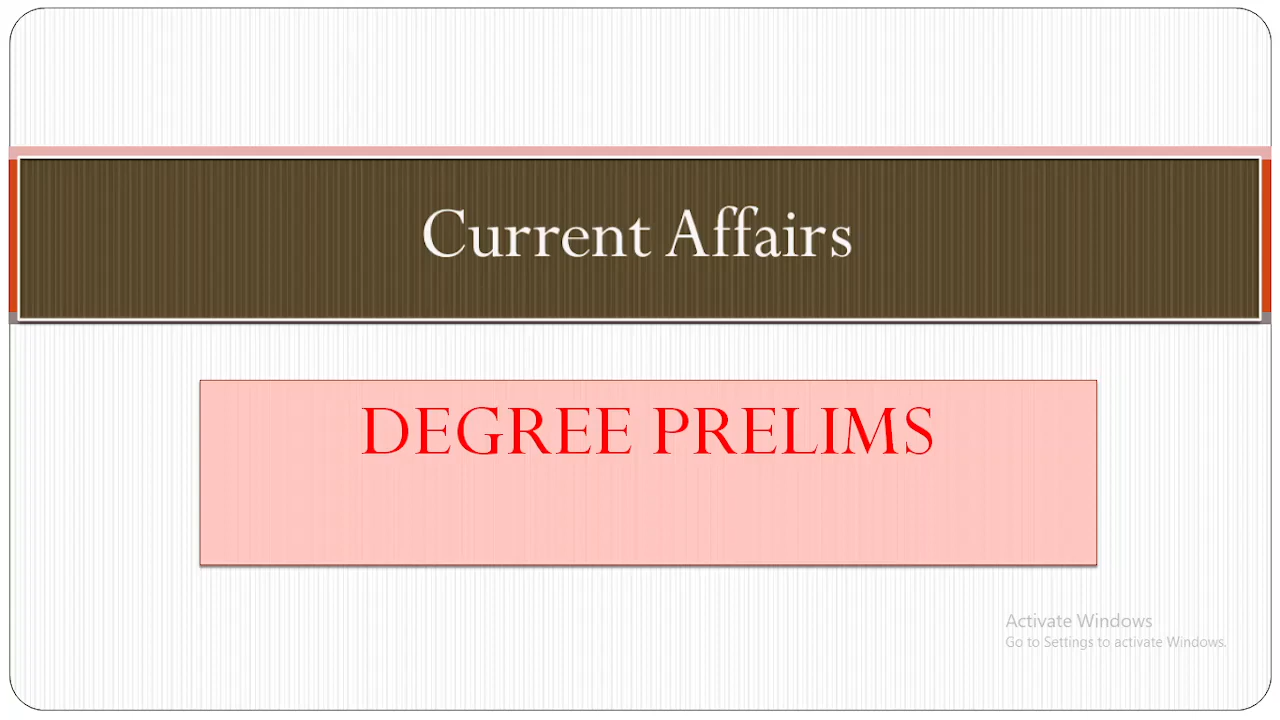 Current Affairs
DEGREE PRELIMS
Activate Windows
Go to Settings to activate Windows.